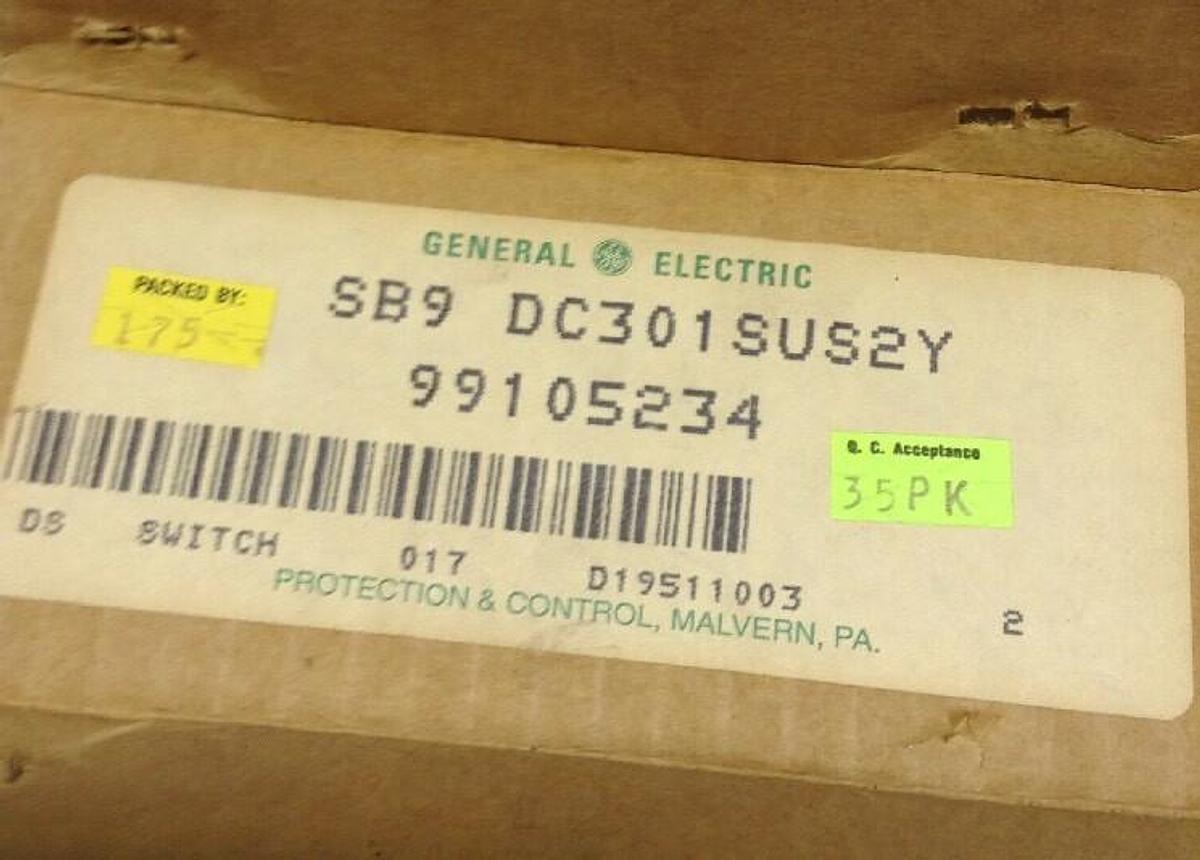 GENERAL ELECTRIC
PACKED BY:
175
SB9 DC301SUS2Y
99105234
Q. C. Acceptance
35PK
DS SWITCH 017 D19511003
PROTECTION & CONTROL, MALVERN, PA.
2